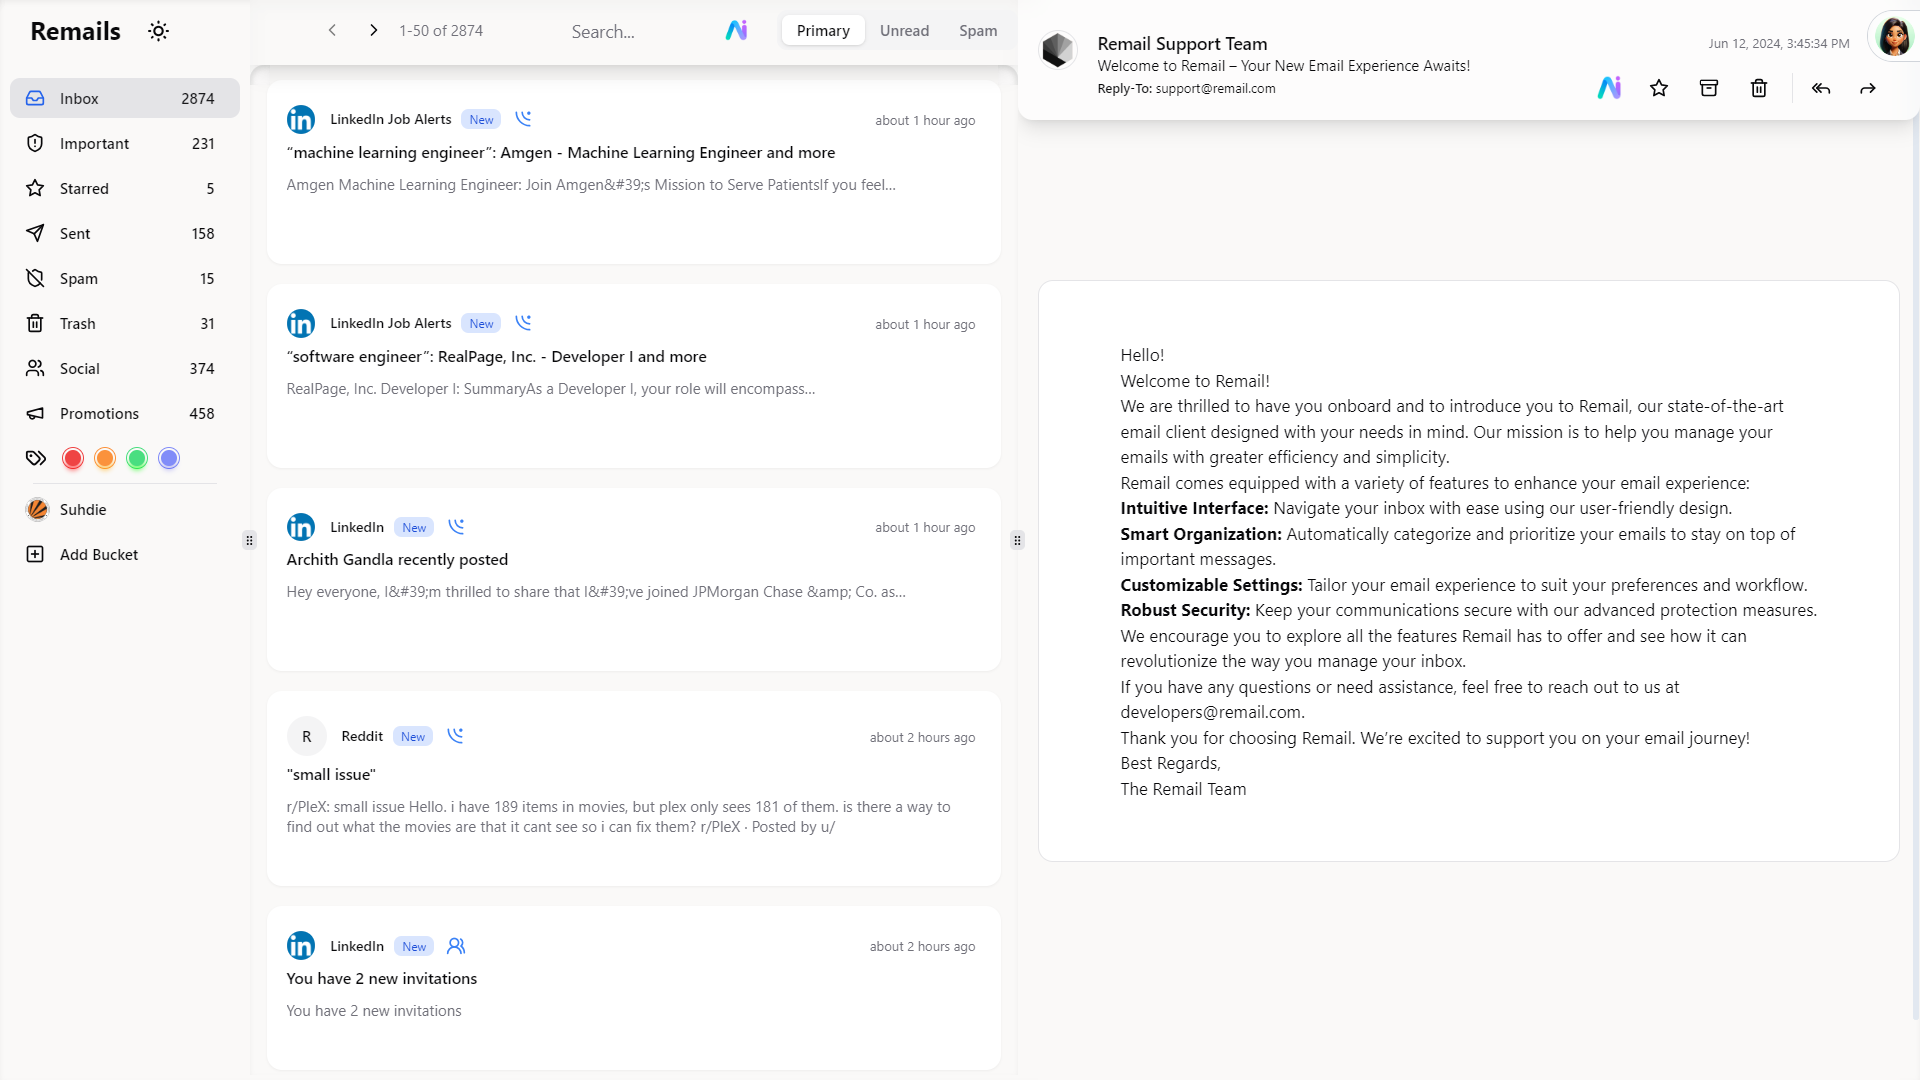 Remails
Inbox 2874
Important 231
Starred 5
Sent 158
Spam 15
Trash 31
Social 374
Promotions 458
Suhdie
Add Bucket
1-50 of 2874
Search...
Ai
Primary
Unread
Spam
in LinkedIn Job Alerts New about 1 hour ago
“machine learning engineer”: Amgen - Machine Learning Engineer and more
Amgen Machine Learning Engineer: Join Amgen&#39;s Mission to Serve PatientsIf you feel...
in LinkedIn Job Alerts New about 1 hour ago
“software engineer”: RealPage, Inc. - Developer I and more
RealPage, Inc. Developer I: SummaryAs a Developer I, your role will encompass...
in LinkedIn New about 1 hour ago
Archith Gandla recently posted
Hey everyone, I&#39;m thrilled to share that I&#39;ve joined JPMorgan Chase &amp; Co. as...
R Reddit New about 2 hours ago
"small issue"
r/PleX: small issue Hello. i have 189 items in movies, but plex only sees 181 of them. is there a way to
find out what the movies are that it cant see so i can fix them? r/PleX · Posted by u/
in LinkedIn New about 2 hours ago
You have 2 new invitations
You have 2 new invitations
Remail Support Team
Jun 12, 2024, 3:45:34 PM
Welcome to Remail – Your New Email Experience Awaits!
Reply-To: support@remail.com
Ai
Hello!
Welcome to Remail!
We are thrilled to have you onboard and to introduce you to Remail, our state-of-the-art
email client designed with your needs in mind. Our mission is to help you manage your
emails with greater efficiency and simplicity.
Remail comes equipped with a variety of features to enhance your email experience:
Intuitive Interface: Navigate your inbox with ease using our user-friendly design.
Smart Organization: Automatically categorize and prioritize your emails to stay on top of
important messages.
Customizable Settings: Tailor your email experience to suit your preferences and workflow.
Robust Security: Keep your communications secure with our advanced protection measures.
We encourage you to explore all the features Remail has to offer and see how it can
revolutionize the way you manage your inbox.
If you have any questions or need assistance, feel free to reach out to us at
developers@remail.com.
Thank you for choosing Remail. We’re excited to support you on your email journey!
Best Regards,
The Remail Team